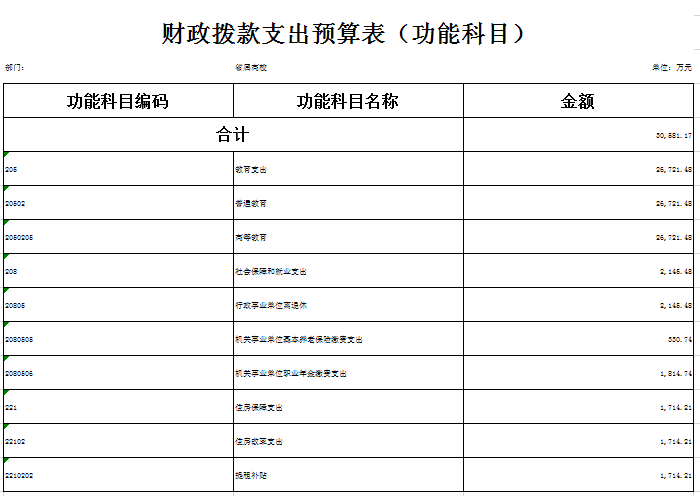 财政拨款支出预算表（功能科目）
部门： 省属高校 单位：万元
功能科目编码 功能科目名称 金额
合计 30,581.17
205 教育支出 26,721.48
20502 普通教育 26,721.48
2050205 高等教育 26,721.48
208 社会保障和就业支出 2,145.48
20805 行政事业单位离退休 2,145.48
2080505 机关事业单位基本养老保险缴费支出 330.74
2080506 机关事业单位职业年金缴费支出 1,814.74
221 住房保障支出 1,714.21
22102 住房改革支出 1,714.21
2210202 提租补贴 1,714.21